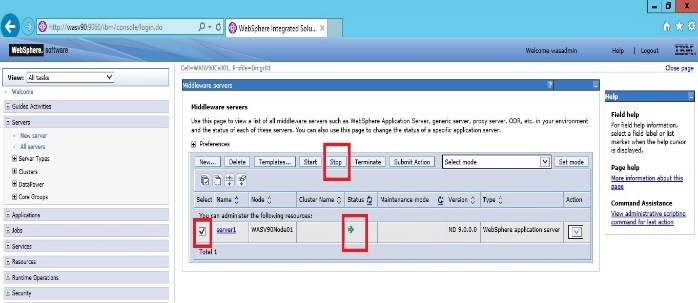 http://wasv90:9060/ibm/console/login.do
WebSphere Integrated Solu...
WebSphere. software
Welcome wasadmin
Help
Logout
IBM
View: All tasks
Cell=WASV90Cell01, Profile=Dmgr01
Close page
Welcome
Guided Activities
Servers
New server
All servers
Server Types
Clusters
DataPower
Core Groups
Applications
Jobs
Services
Resources
Runtime Operations
Security
Middleware servers
Middleware servers
Use this page to view a list of all middleware servers such as WebSphere Application Server, generic server, proxy server, ODR, etc. in your environment
and the status of each of these servers. You can also use this page to change the status of a specific application server.
Preferences
New... Delete Templates... Start Stop Terminate Submit Action Select mode Set mode
Select Name Node Cluster Name Status Maintenance mode Version Type Action
You can administer the following resources:
server1 WASV90Node01 ND 9.0.0.0 WebSphere application server
Total 1
Help
Field help
For field help information,
select a field label or list
marker when the help cursor
is displayed.
Page help
More information about this
page
Command Assistance
View administrative scripting
command for last action